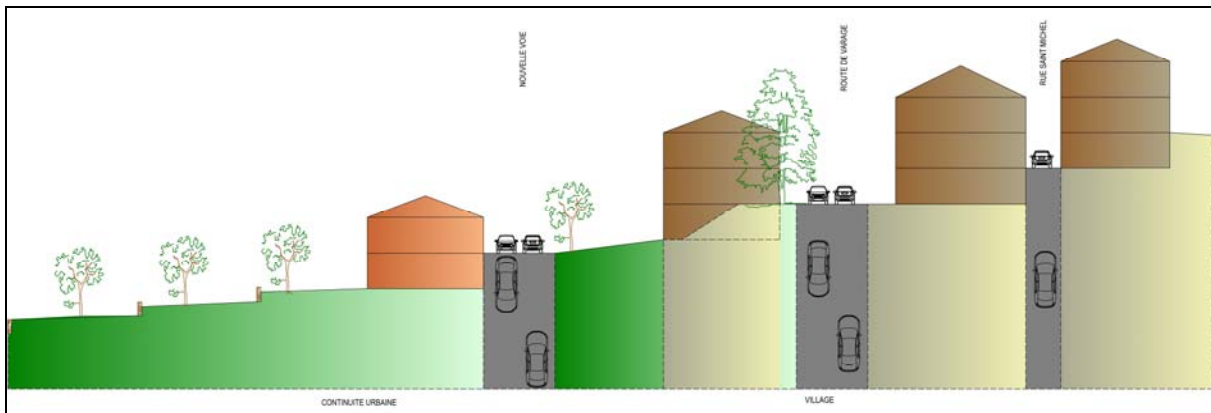 NOUVELLE VOIE
ROUTE DE VARAGE
RUE SAINT MICHEL
CONTINUITE URBAINE
VILLAGE